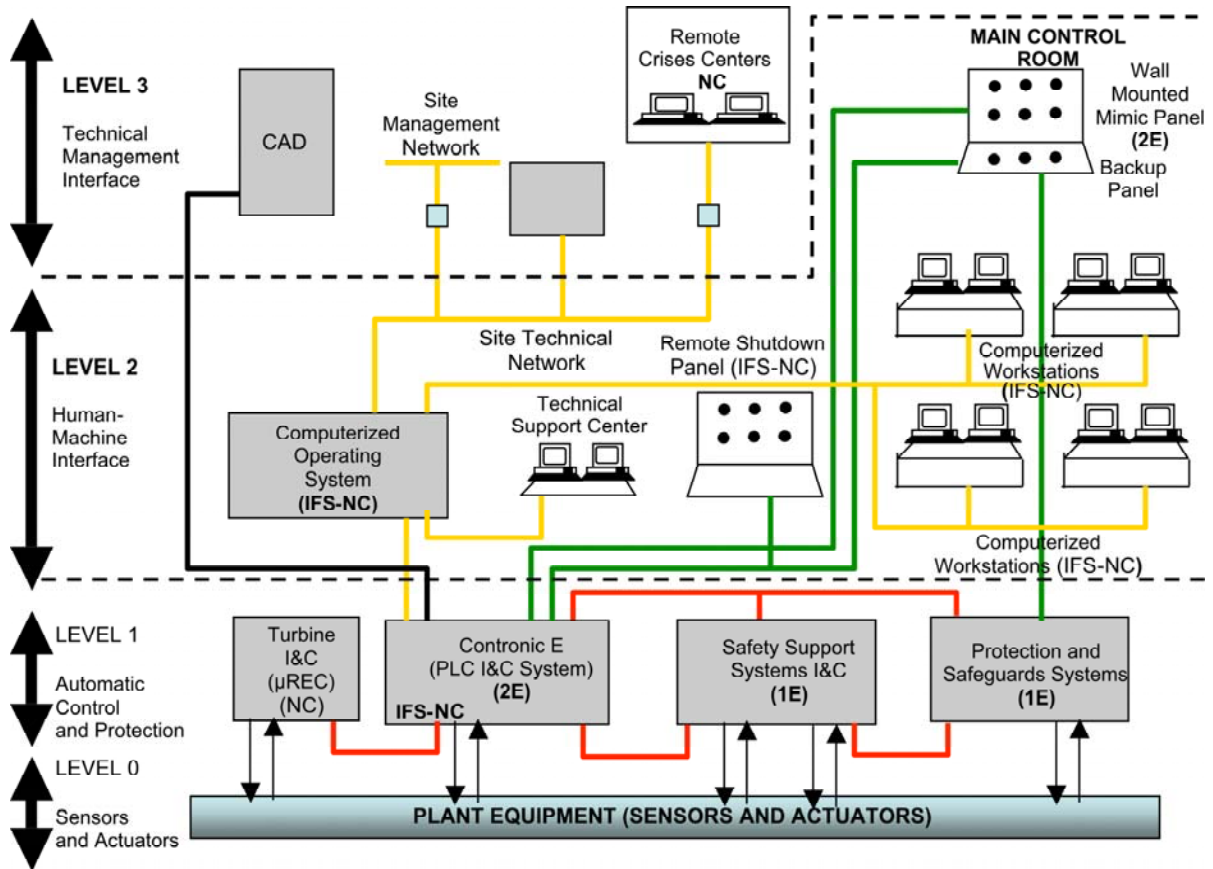 LEVEL 3
Technical
Management
Interface
CAD
Site
Management
Network
Remote
Crises Centers
NC
MAIN CONTROL
ROOM
Wall
Mounted
Mimic Panel
(2E)
Backup
Panel
LEVEL 2
Human-
Machine
Interface
Site Technical
Network
Remote Shutdown
Panel (IFS-NC)
Computerized
Workstations
(IFS-NC)
Computerized
Operating
System
(IFS-NC)
Technical
Support Center
Computerized
Workstations (IFS-NC)
LEVEL 1
Automatic
Control
and Protection
Turbine
I&C
(µREC)
(NC)
Contronic E
(PLC I&C System)
(2E)
IFS-NC
Safety Support
Systems I&C
(1E)
Protection and
Safeguards Systems
(1E)
LEVEL 0
Sensors
and Actuators
PLANT EQUIPMENT (SENSORS AND ACTUATORS)